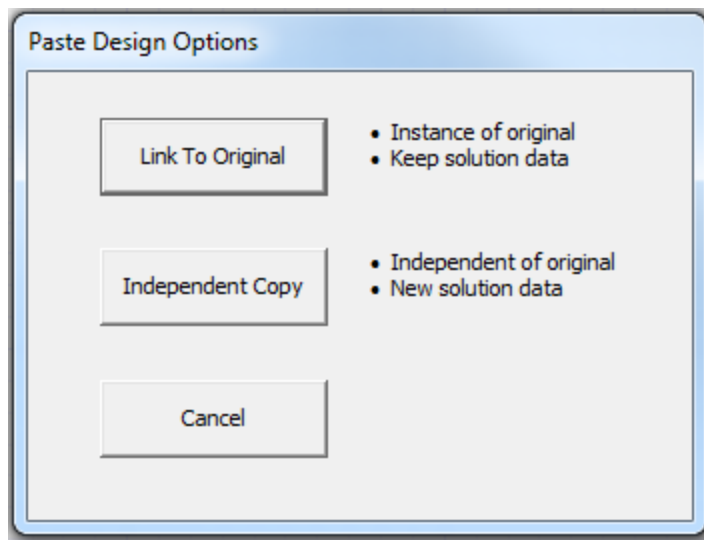 Paste Design Options
Link To Original
• Instance of original
• Keep solution data
Independent Copy
• Independent of original
• New solution data
Cancel